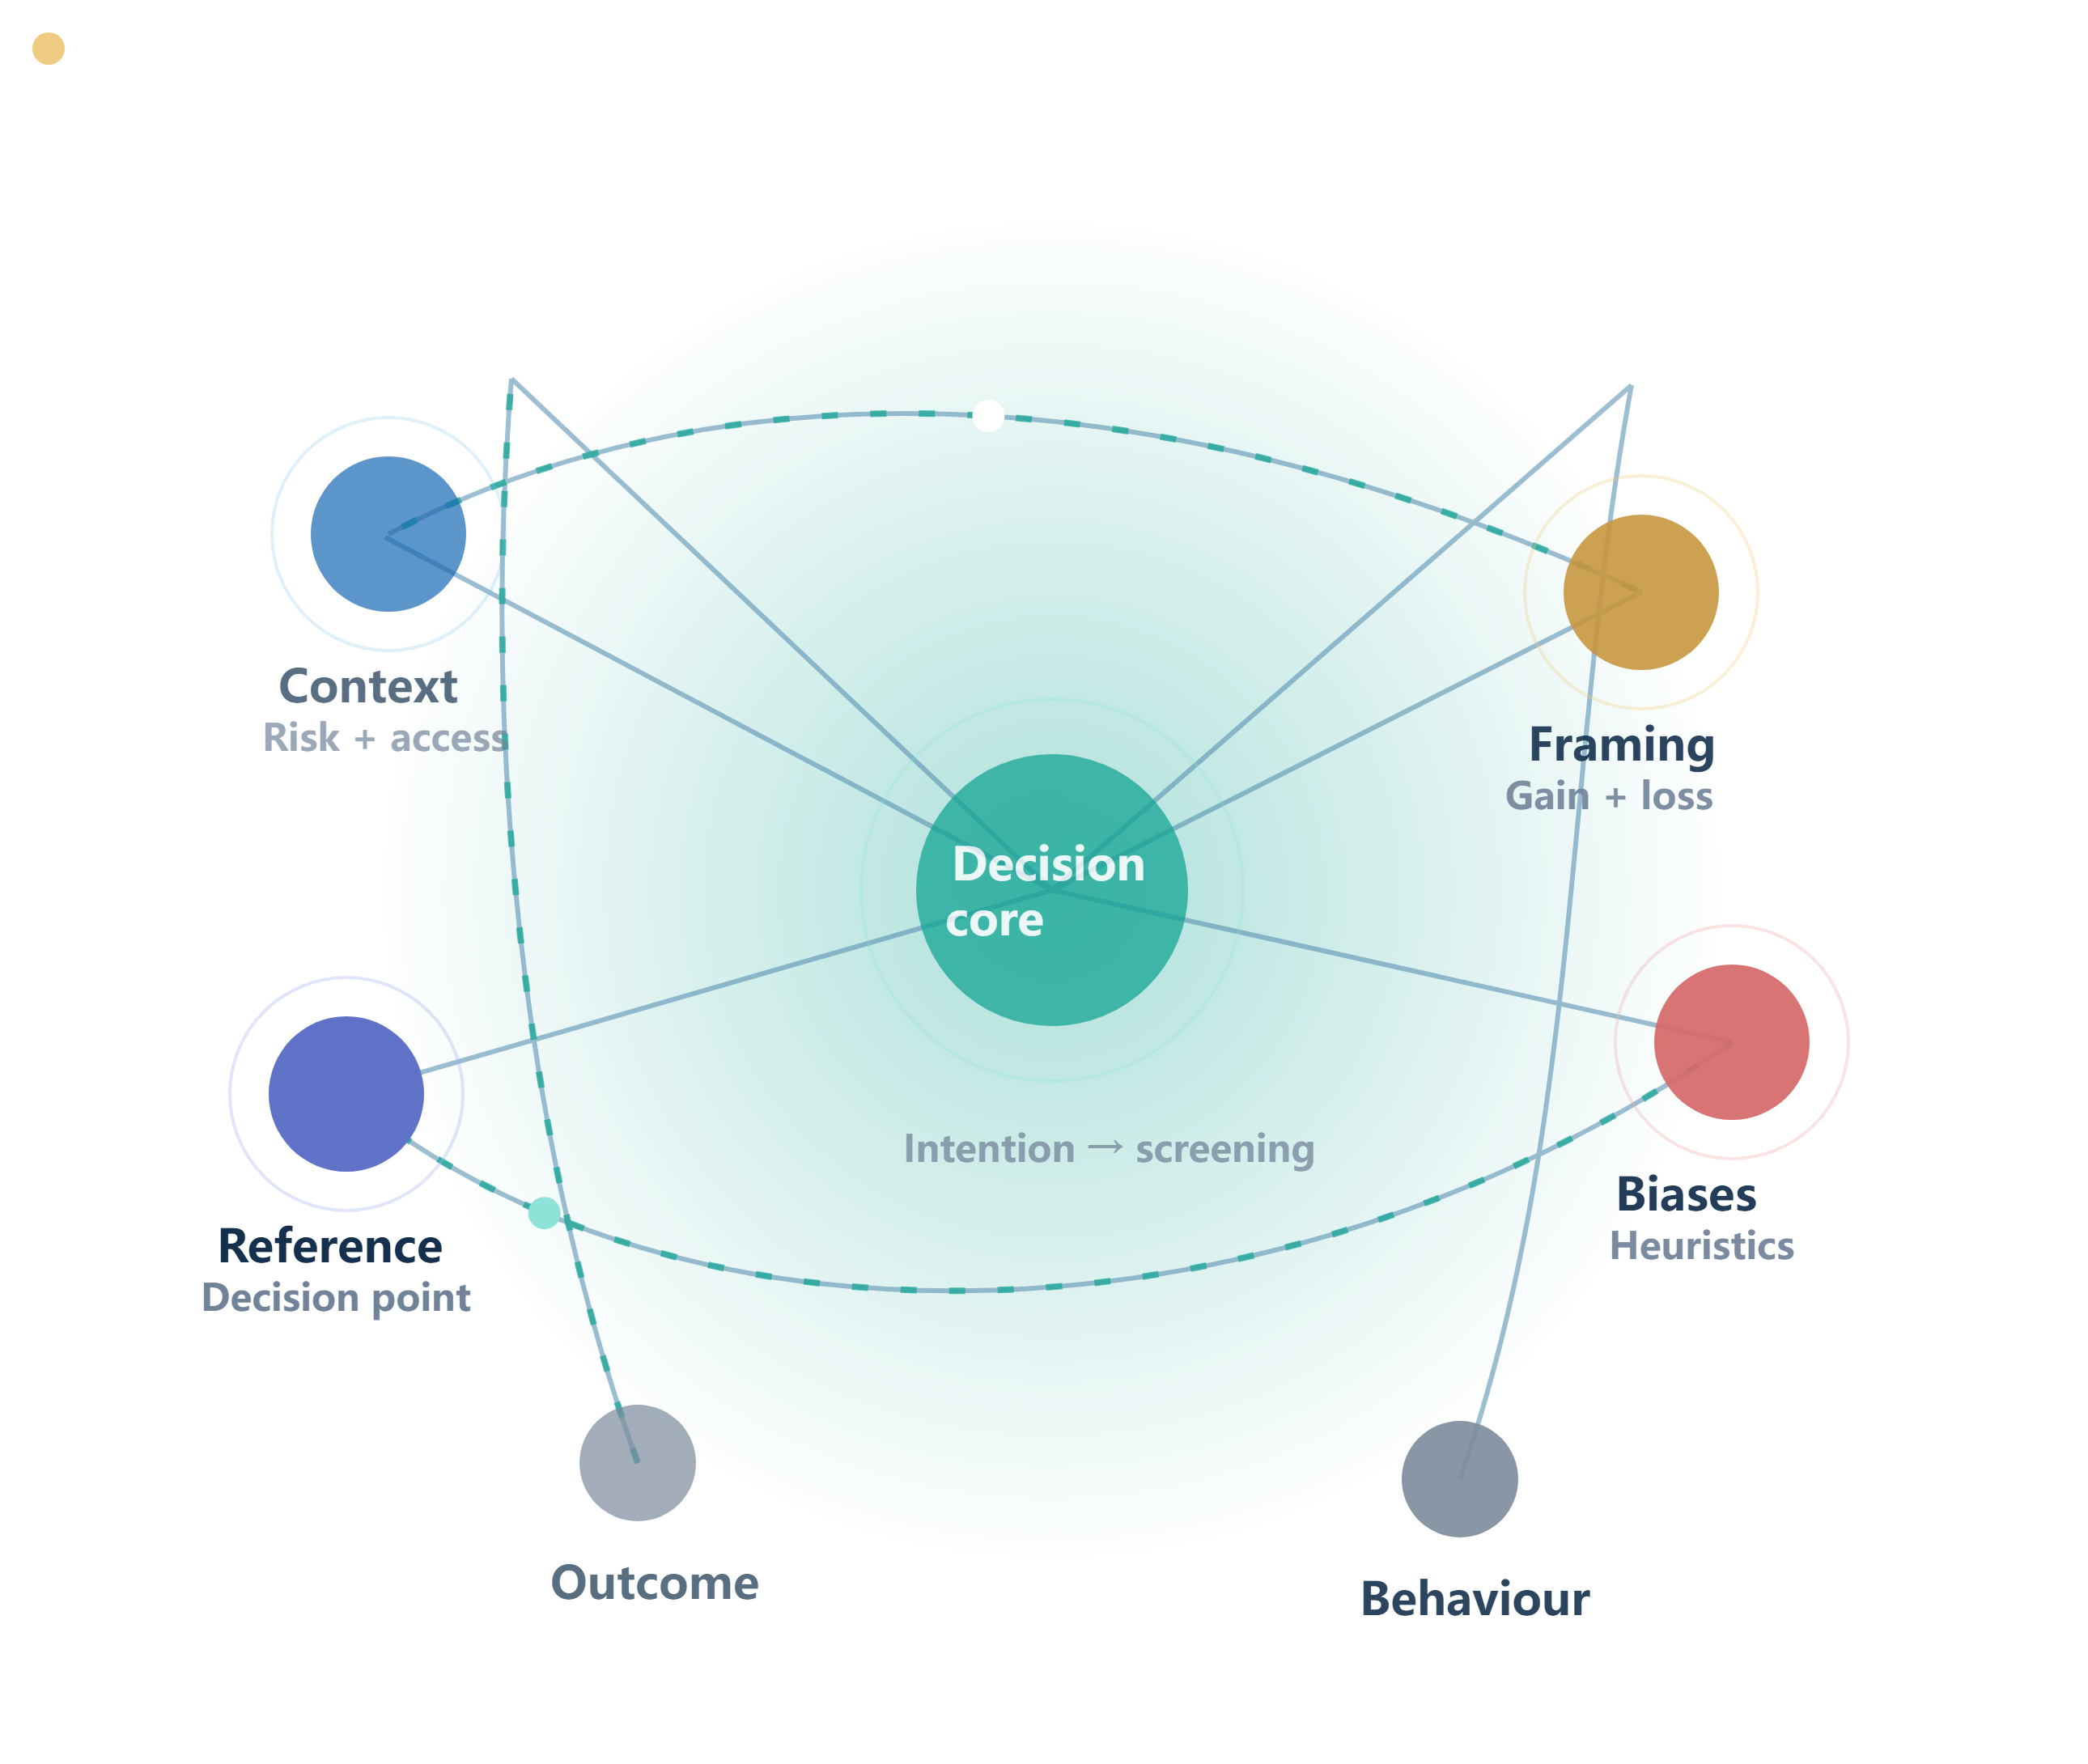 Context
Risk + access
Framing
Gain + loss
Decision
core
Intention → screening
Biases
Heuristics
Reference
Decision point
Outcome
Behaviour